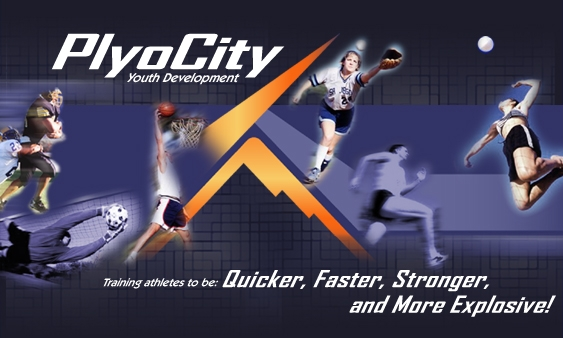 PlyoCity
Youth Development
Training athletes to be: Quicker, Faster, Stronger,
and More Explosive!